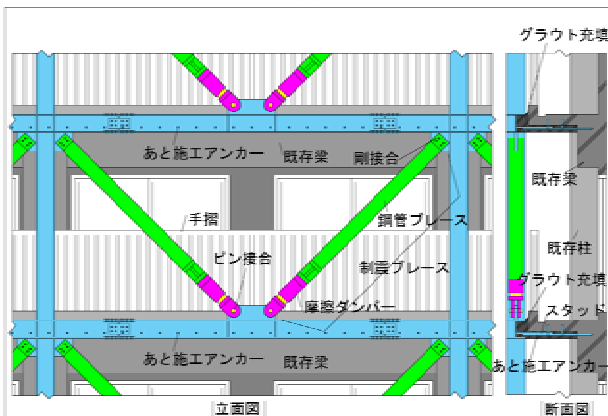 グラウト充填
あと施工アンカー
既存梁
剛接合
既存梁
手摺
鋼管ブレース
ピン接合
制震ブレース
既存柱
グラウト充填
摩擦ダンパー
スタッド
あと施工アンカー
既存梁
あと施工アンカー
立面図
断面図